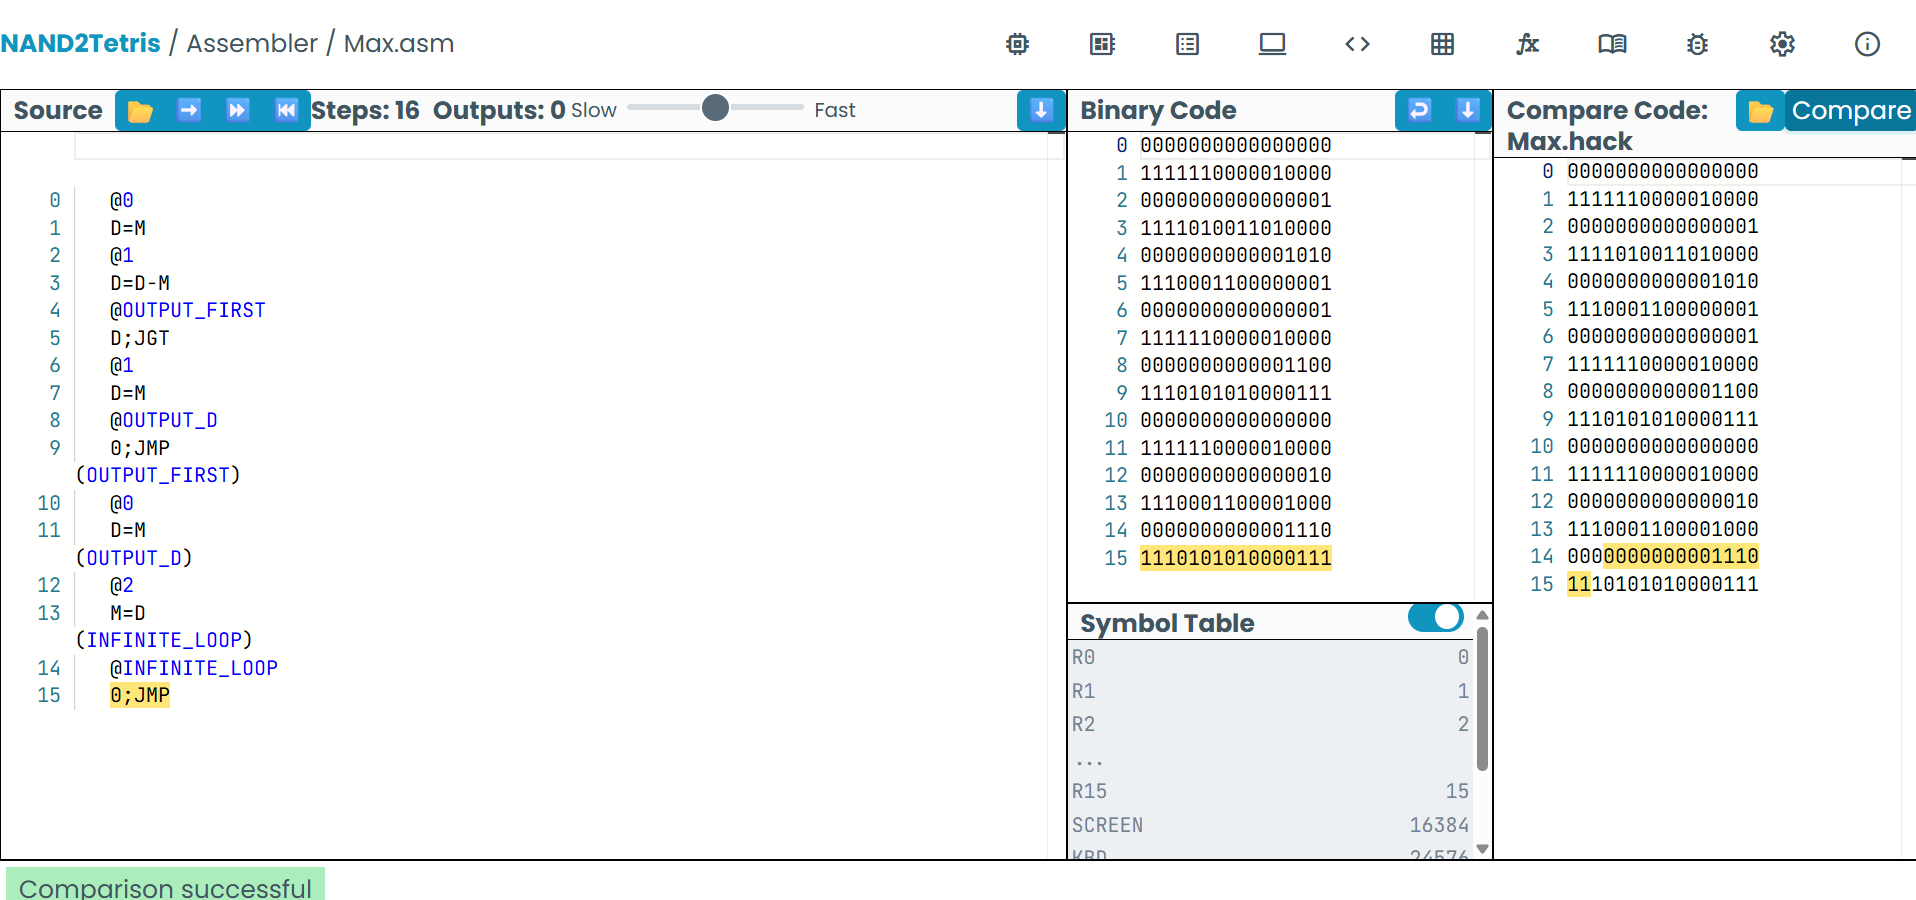 NAND2Tetris / Assembler / Max.asm
Source Steps: 16 Outputs: 0 Slow Fast
0 @0
1 D=M
2 @1
3 D=D-M
4 @OUTPUT_FIRST
5 D;JGT
6 @1
7 D=M
8 @OUTPUT_D
9 0;JMP
(OUTPUT_FIRST)
10 @0
11 D=M
(OUTPUT_D)
12 @2
13 M=D
(INFINITE_LOOP)
14 @INFINITE_LOOP
15 0;JMP
Binary Code
0 0000000000000000
1 1111110000010000
2 0000000000000001
3 1111010011010000
4 0000000000001010
5 1110001100000001
6 0000000000000001
7 1111110000010000
8 0000000000001100
9 1110101010000111
10 0000000000000000
11 1111110000010000
12 0000000000000010
13 1110001100001000
14 0000000000001110
15 1110101010000111
Symbol Table
R0 0
R1 1
R2 2
...
R15 15
SCREEN 16384
KBD 24576
Compare Code:
Max.hack
Compare
0 0000000000000000
1 1111110000010000
2 0000000000000001
3 1111010011010000
4 0000000000001010
5 1110001100000001
6 0000000000000001
7 1111110000010000
8 0000000000001100
9 1110101010000111
10 0000000000000000
11 1111110000010000
12 0000000000000010
13 1110001100001000
14 0000000000001110
15 1110101010000111
Comparison successful